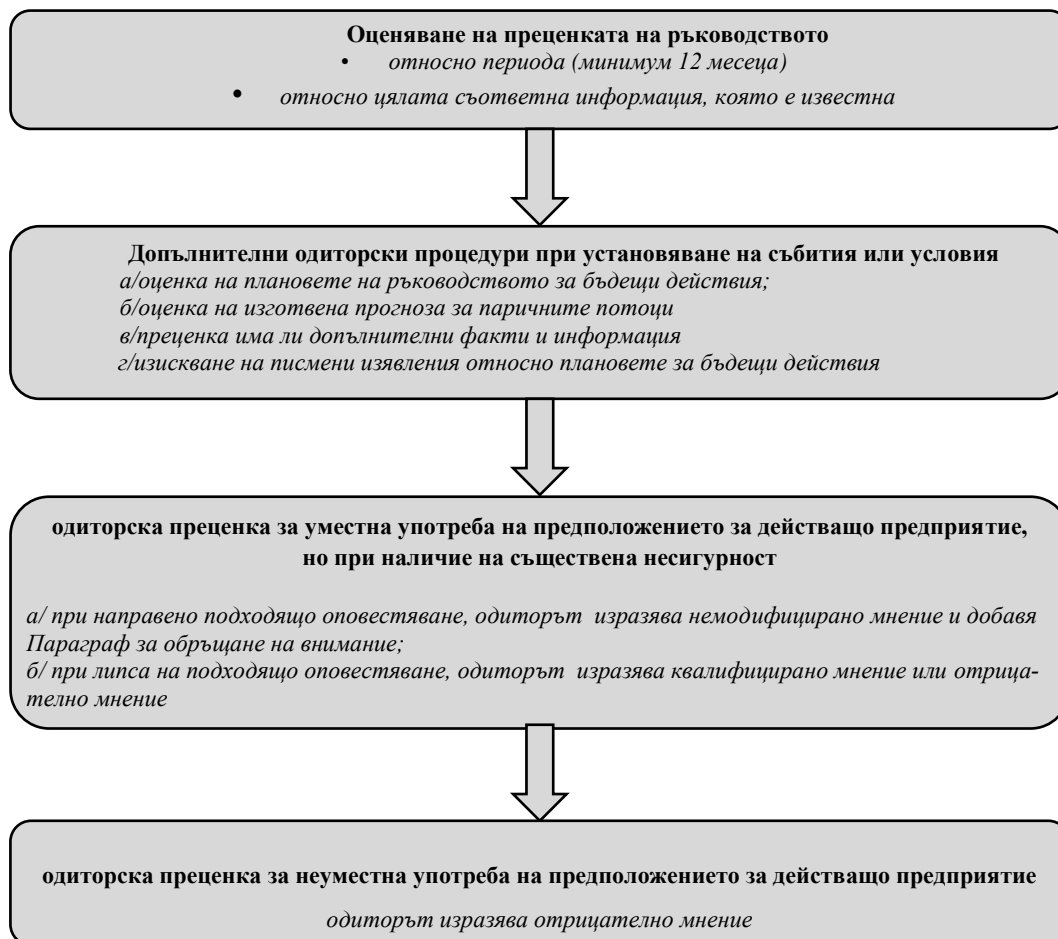 Оценяване на преценката на ръководството
• относно периода (минимум 12 месеца)
• относно цялата съответна информация, която е известна
Допълнителни одиторски процедури при установяване на събития или условия
а/оценка на плановете на ръководството за бъдещи действия;
б/оценка на изготвена прогноза за паричните потоци
в/преценка има ли допълнителни факти и информация
г/изискване на писмени изявления относно плановете за бъдещи действия
одиторска преценка за уместна употреба на предположението за действащо предприятие,
но при наличие на съществена несигурност
а/ при направено подходящо оповестяване, одиторът изразява немодифицирано мнение и добавя
Параграф за обръщане на внимание;
б/ при липса на подходящо оповестяване, одиторът изразява квалифицирано мнение или отрица-
телно мнение
одиторска преценка за неуместна употреба на предположението за действащо предприятие
одиторът изразява отрицателно мнение